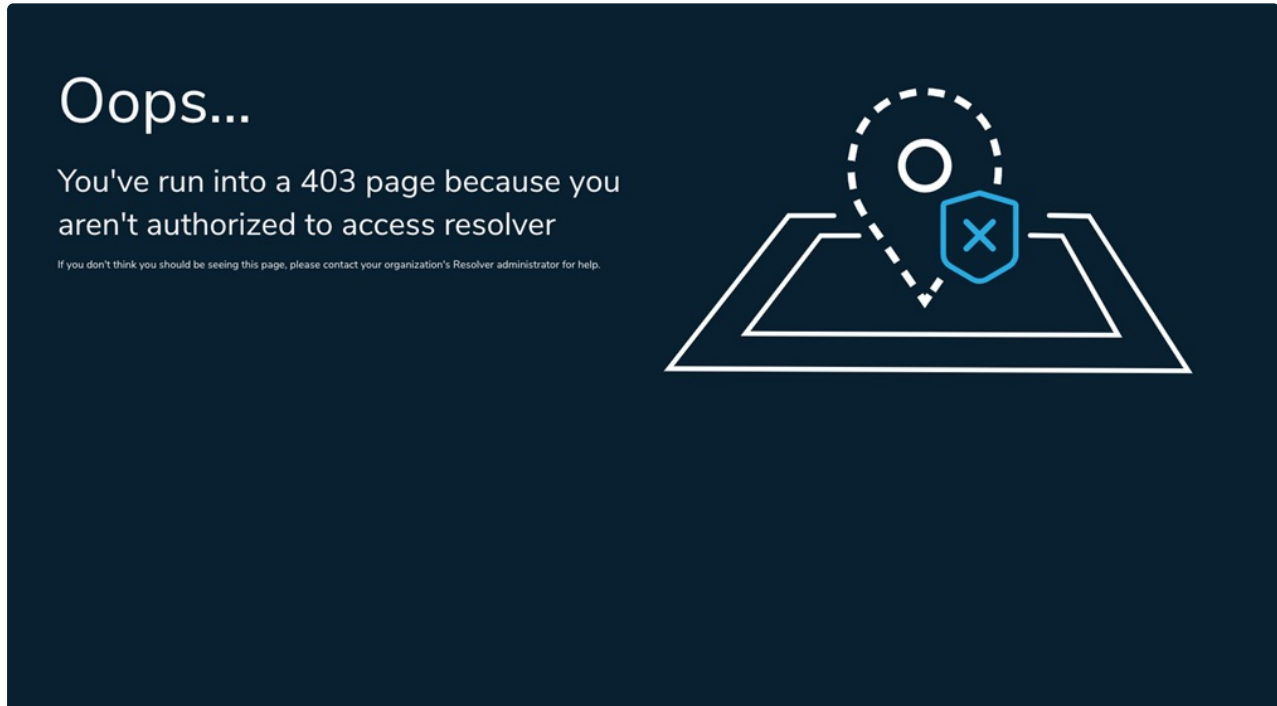 Oops...
You've run into a 403 page because you
aren't authorized to access resolver
If you don't think you should be seeing this page, please contact your organization's Resolver administrator for help.